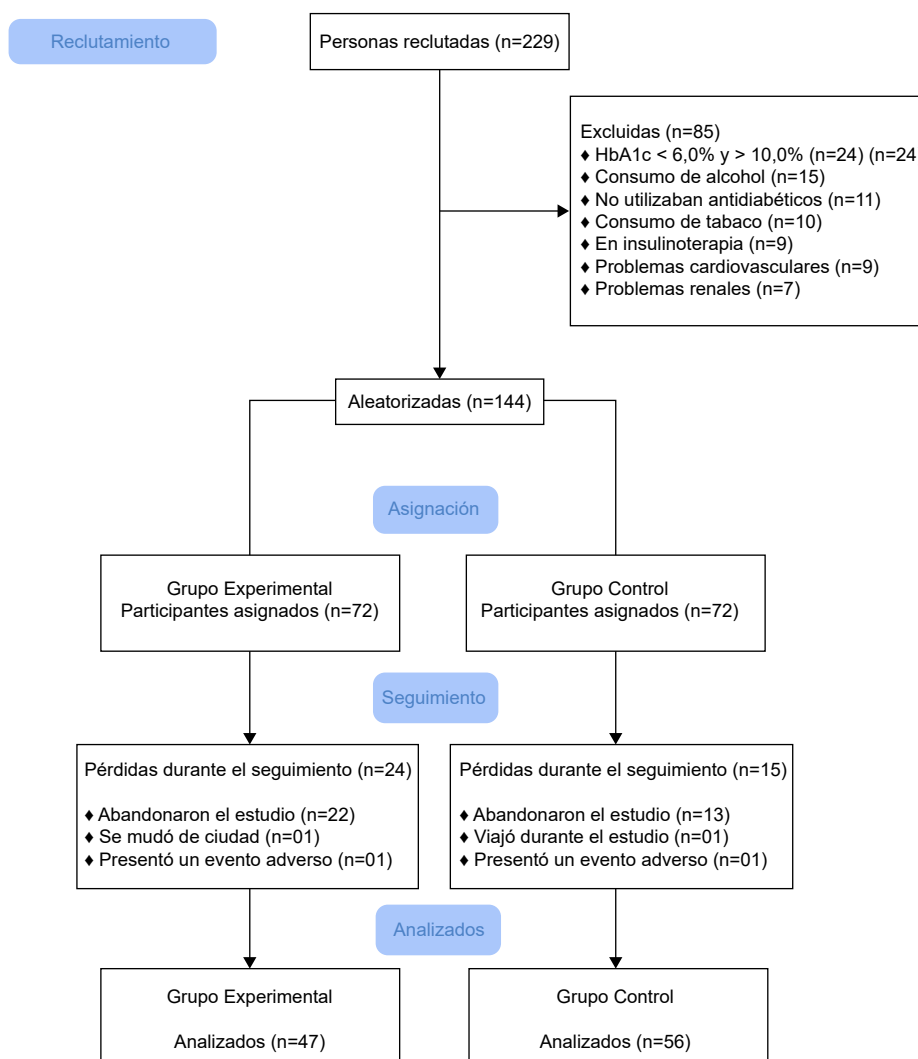 Reclutamiento
Personas reclutadas (n=229)
Excluidas (n=85)
♦ HbA1c < 6,0% y > 10,0% (n=24) (n=24
♦ Consumo de alcohol (n=15)
♦ No utilizaban antidiabéticos (n=11)
♦ Consumo de tabaco (n=10)
♦ En insulinoterapia (n=9)
♦ Problemas cardiovasculares (n=9)
♦ Problemas renales (n=7)
Aleatorizadas (n=144)
Asignación
Grupo Experimental
Participantes asignados (n=72)
Grupo Control
Participantes asignados (n=72)
Seguimiento
Pérdidas durante el seguimiento (n=24)
♦ Abandonaron el estudio (n=22)
♦ Se mudó de ciudad (n=01)
♦ Presentó un evento adverso (n=01)
Pérdidas durante el seguimiento (n=15)
♦ Abandonaron el estudio (n=13)
♦ Viajó durante el estudio (n=01)
♦ Presentó un evento adverso (n=01)
Analizados
Grupo Experimental
Analizados (n=47)
Grupo Control
Analizados (n=56)